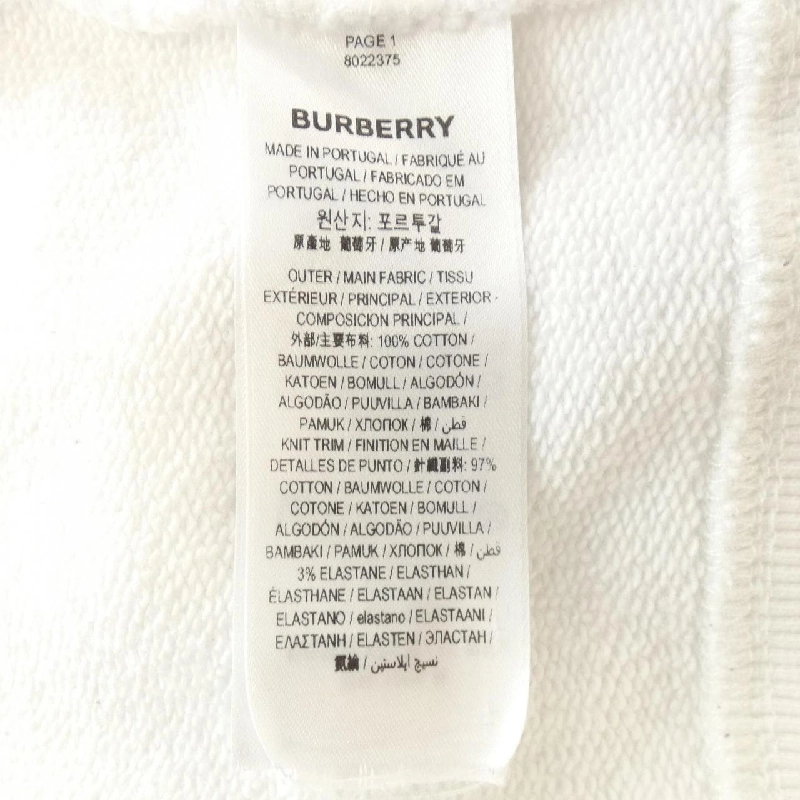 PAGE 1
8022375
BURBERRY
MADE IN PORTUGAL / FABRIQUÉ AU
PORTUGAL / FABRICADO EM
PORTUGAL / HECHO EN PORTUGAL
원산지: 포르투갈
原產地 葡萄牙 / 原产地 葡萄牙
OUTER / MAIN FABRIC / TISSU
EXTÉRIEUR / PRINCIPAL / EXTERIOR -
COMPOSICION PRINCIPAL /
外部/主要布料: 100% COTTON /
BAUMWOLLE / COTON / COTONE /
KATOEN / BOMULL / ALGODÓN /
ALGODÃO / PUUVILLA / BAMBAKI /
PAMUK / ХЛОПОК / 棉 / قطن
KNIT TRIM / FINITION EN MAILLE /
DETALLES DE PUNTO / 針織副料: 97%
COTTON / BAUMWOLLE / COTON /
COTONE / KATOEN / BOMULL /
ALGODÓN / ALGODÃO / PUUVILLA /
BAMBAKI / PAMUK / ХЛОПОК / 棉 / قطن
3% ELASTANE / ELASTHAN /
ÉLASTHANE / ELASTAAN / ELASTAN /
ELASTANO / elastano / ELASTAANI /
ΕΛΑΣΤΑΝΗ / ELASTEN / ЭЛАСТАН /
氨綸 / نسيج إيلاستين